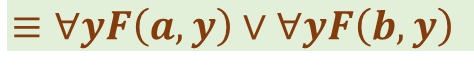 ≡ ∀yF(a, y) ∨ ∀yF(b, y)